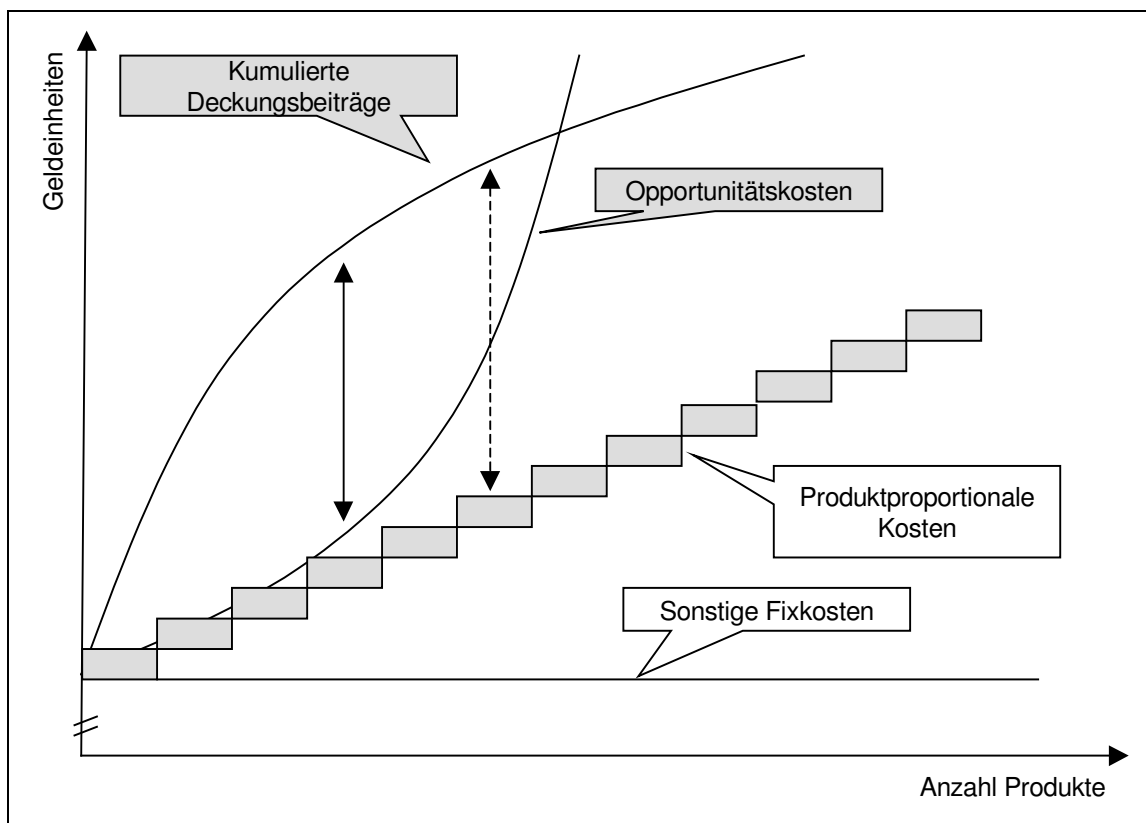 Geldeinheiten
Kumulierte
Deckungsbeiträge
Opportunitätskosten
Produktproportionale
Kosten
Sonstige Fixkosten
Anzahl Produkte